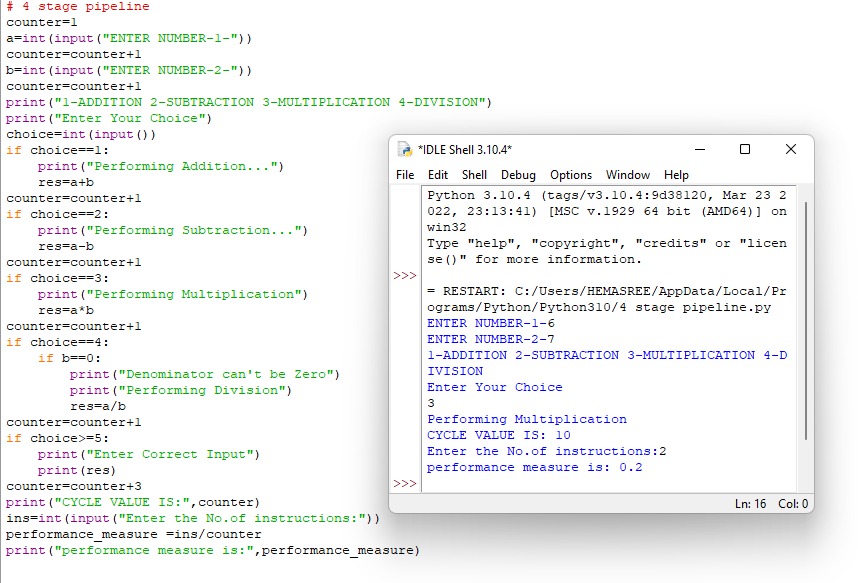 # 4 stage pipeline
counter=1
a=int(input("ENTER NUMBER-1-"))
counter=counter+1
b=int(input("ENTER NUMBER-2-"))
counter=counter+1
print("1-ADDITION 2-SUBTRACTION 3-MULTIPLICATION 4-DIVISION")
print("Enter Your Choice")
choice=int(input())
if choice==1:
    print("Performing Addition...")
    res=a+b
counter=counter+1
if choice==2:
    print("Performing Subtraction...")
    res=a-b
counter=counter+1
if choice==3:
    print("Performing Multiplication")
    res=a*b
counter=counter+1
if choice==4:
    if b==0:
        print("Denominator can't be Zero")
        print("Performing Division")
        res=a/b
counter=counter+1
if choice>=5:
    print("Enter Correct Input")
    print(res)
counter=counter+3
print("CYCLE VALUE IS:",counter)
ins=int(input("Enter the No.of instructions:"))
performance_measure =ins/counter
print("performance measure is:",performance_measure)
*IDLE Shell 3.10.4*
File Edit Shell Debug Options Window Help
Python 3.10.4 (tags/v3.10.4:9d38120, Mar 23 2
022, 23:13:41) [MSC v.1929 64 bit (AMD64)] on
win32
Type "help", "copyright", "credits" or "licen
se()" for more information.
>>>
= RESTART: C:/Users/HEMASREE/AppData/Local/Pr
ograms/Python/Python310/4 stage pipeline.py
ENTER NUMBER-1-6
ENTER NUMBER-2-7
1-ADDITION 2-SUBTRACTION 3-MULTIPLICATION 4-D
IVISION
Enter Your Choice
3
Performing Multiplication
CYCLE VALUE IS: 10
Enter the No.of instructions:2
performance measure is: 0.2
>>>
Ln: 16 Col: 0